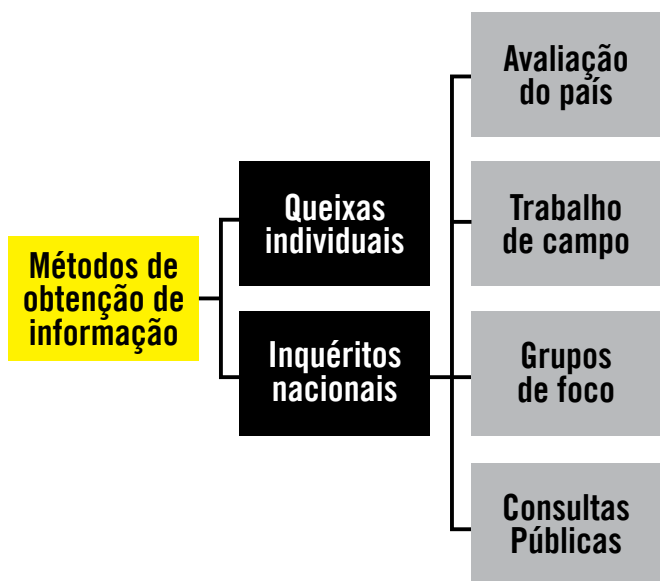 Métodos de
obtenção de
informação
Queixas
individuais
Inquéritos
nacionais
Avaliação
do país
Trabalho
de campo
Grupos
de foco
Consultas
Públicas